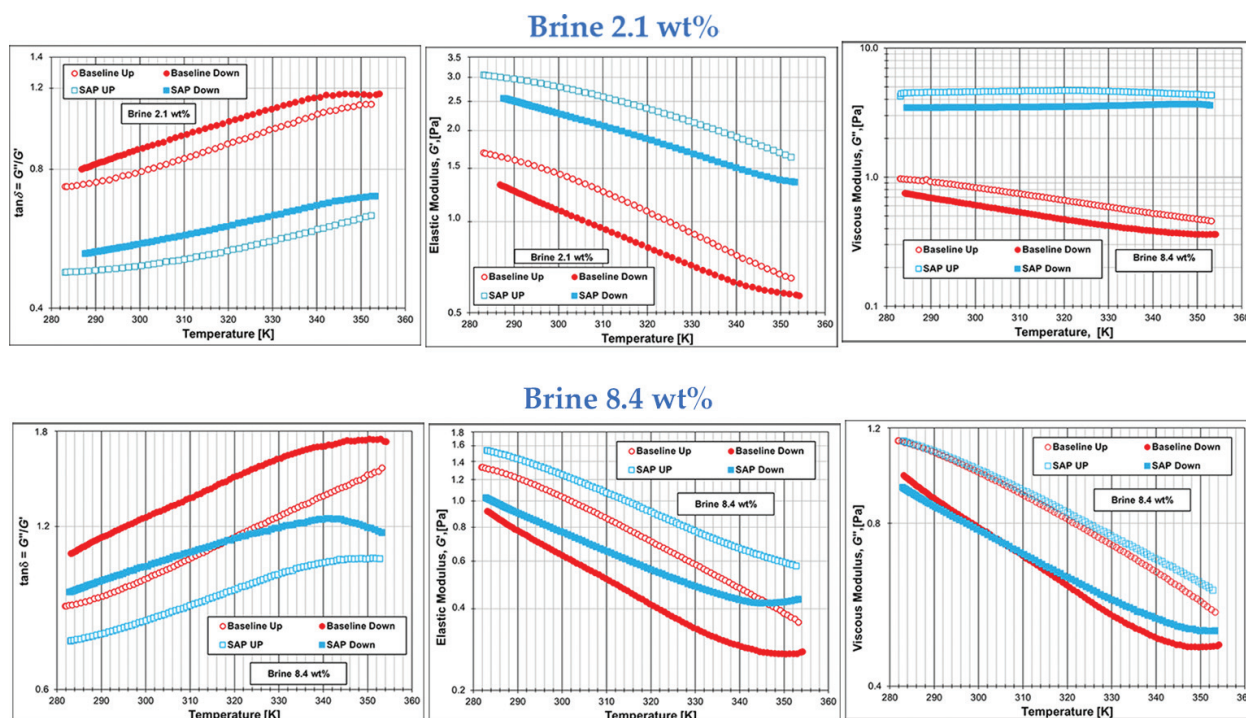 Brine 2.1 wt%
1.4
1.2
1.0
0.8
0.4
tanδ = G''/G'
Baseline Up
Baseline Down
SAP UP
SAP Down
Brine 2.1 wt%
280 290 300 310 320 330 340 350 360
Temperature [K]
3.5
3.0
2.5
2.0
1.5
1.0
0.5
Elastic Modulus, G',[Pa]
Brine 2.1 wt%
Baseline Up
Baseline Down
SAP UP
SAP Down
280 290 300 310 320 330 340 350 360
Temperature [K]
10.0
1.0
0.1
Viscous Modulus, G'',[Pa]
Baseline Up
Baseline Down
SAP UP
SAP Down
Brine 8.4 wt%
280 290 300 310 320 330 340 350 360
Temperature, [K]
Brine 8.4 wt%
1.8
1.2
0.6
tanδ = G''/G'
Baseline Up
Baseline Down
SAP UP
SAP Down
Brine 8.4 wt%
280 290 300 310 320 330 340 350 360
Temperature [K]
1.8
1.6
1.4
1.2
1.0
0.8
0.6
0.4
0.2
Elastic Modulus, G',[Pa]
Baseline Up
Baseline Down
SAP UP
SAP Down
Brine 8.4 wt%
280 290 300 310 320 330 340 350 360
Temperature [K]
1.2
0.8
0.4
Viscous Modulus, G'',[Pa]
Baseline Up
Baseline Down
SAP UP
SAP Down
Brine 8.4 wt%
280 290 300 310 320 330 340 350 360
Temperature [K]